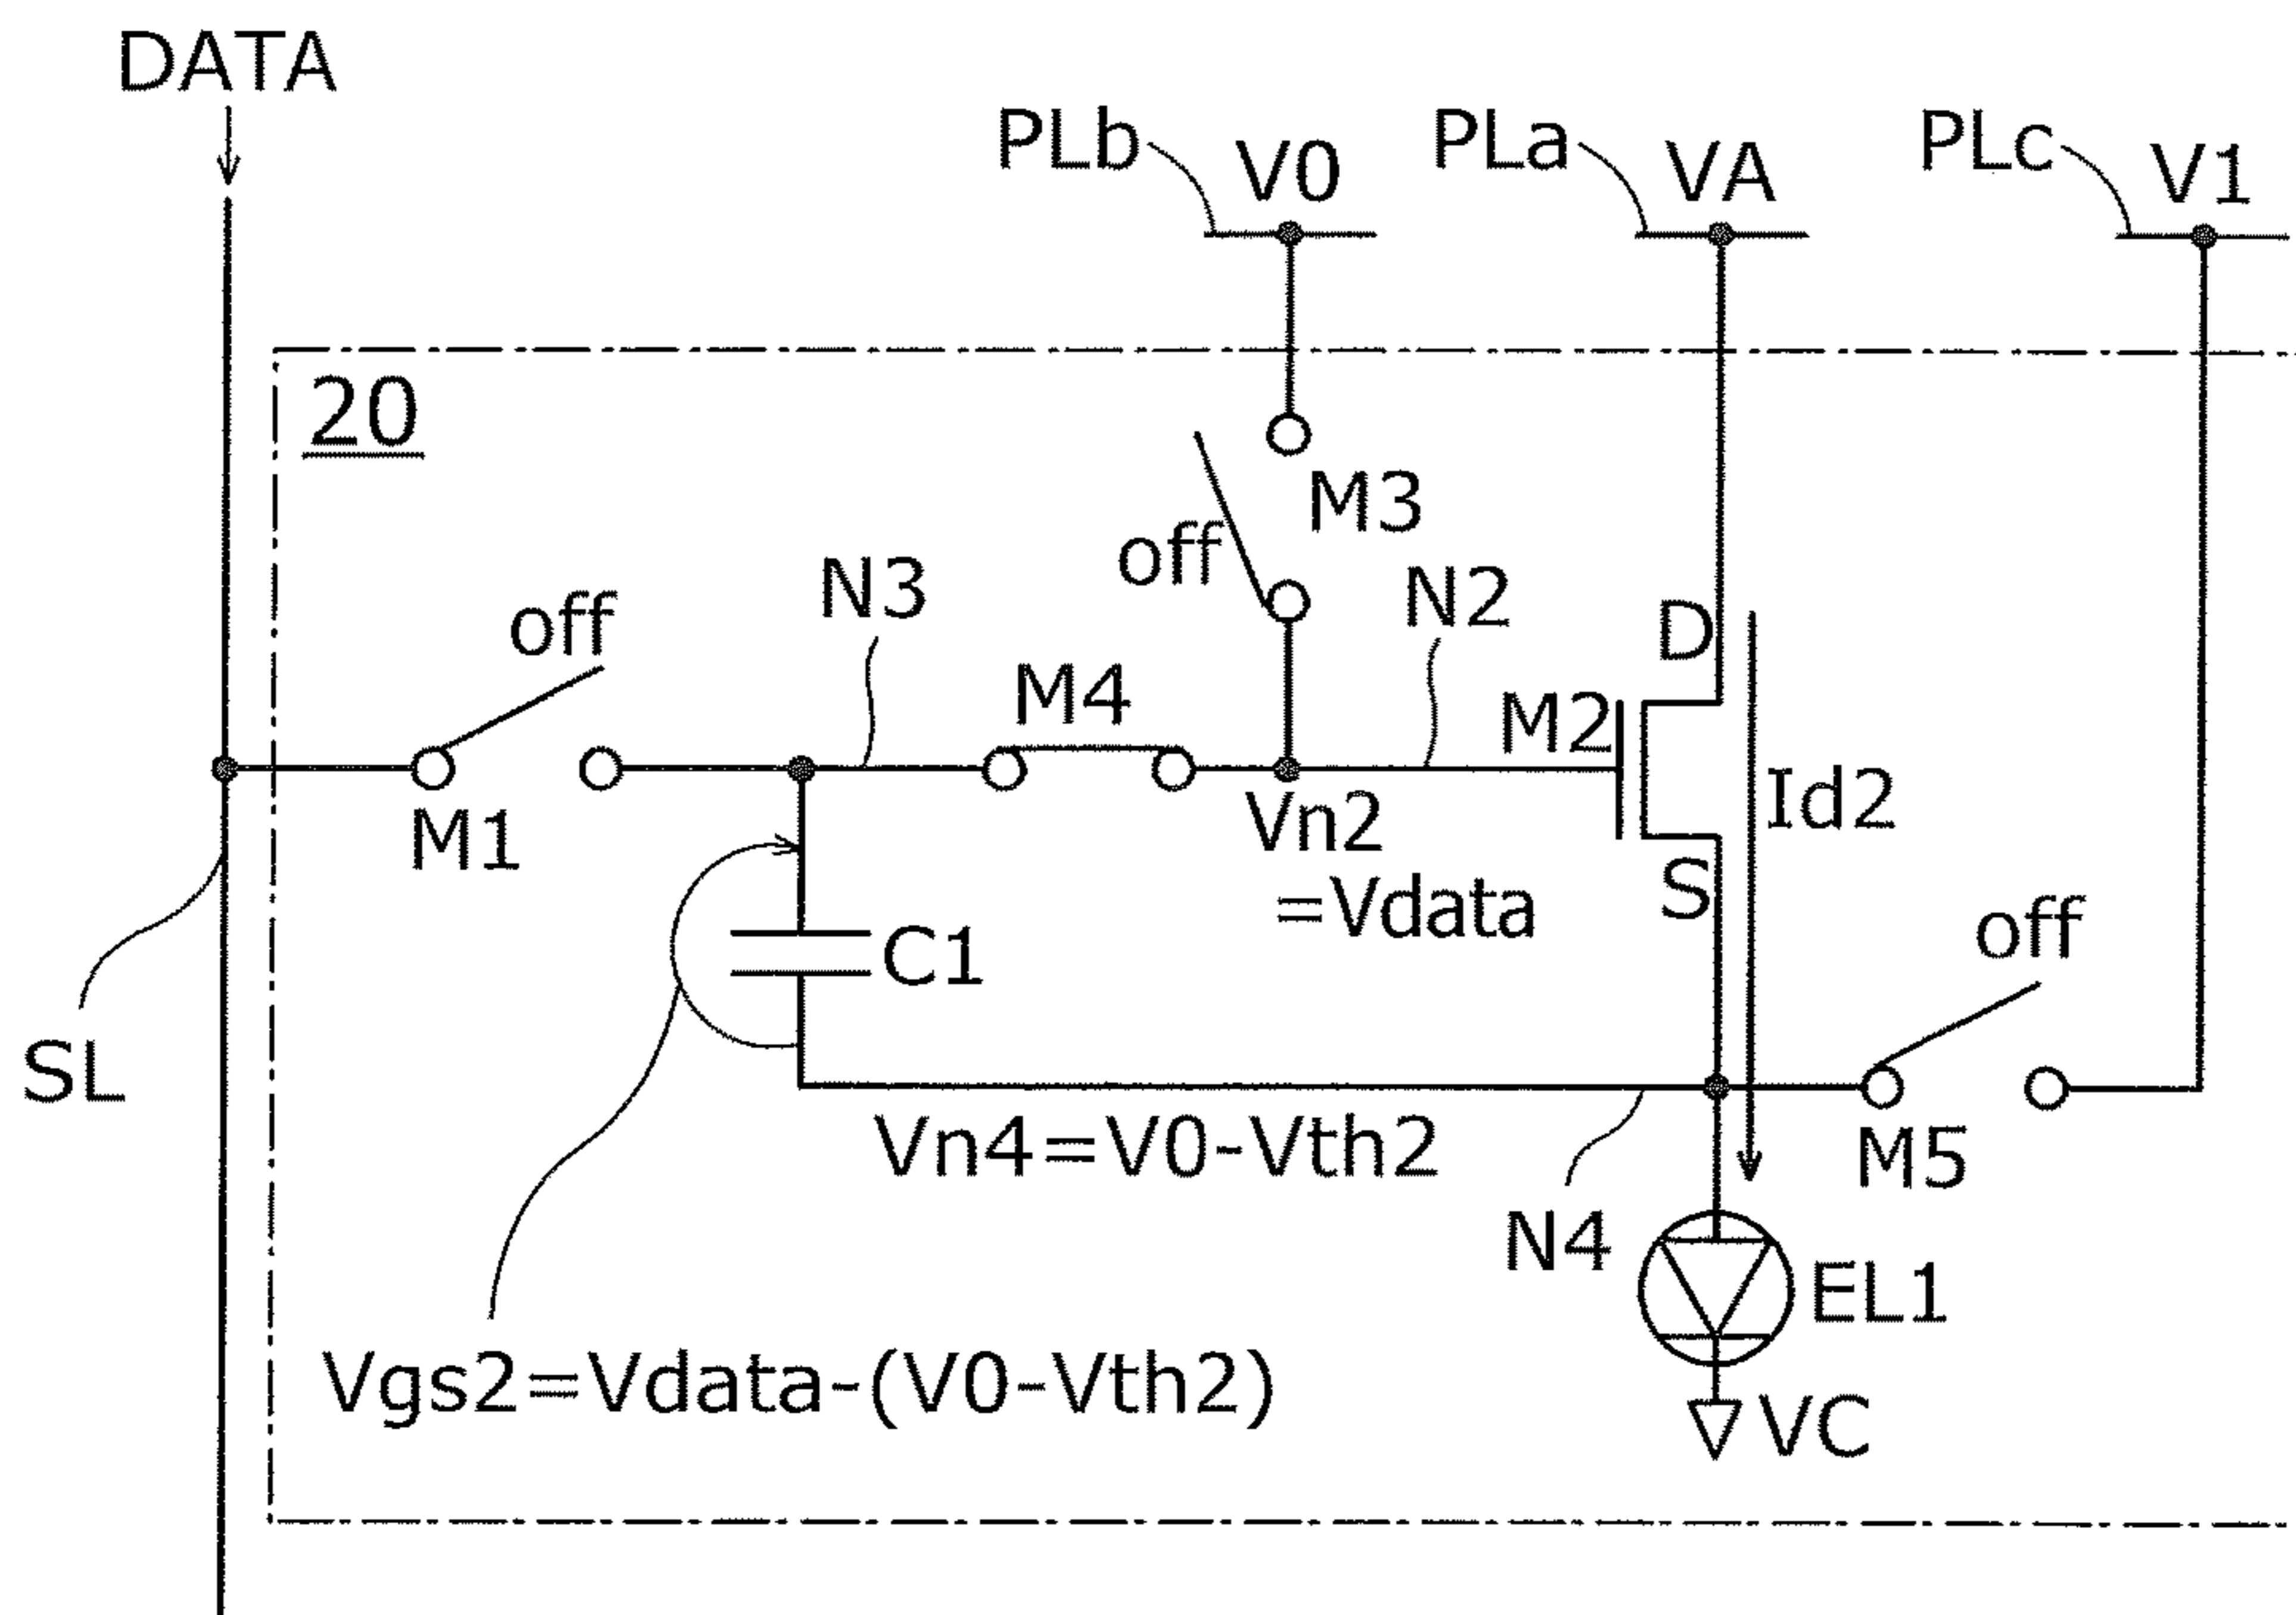 DATA
PLb
V0
PLa
VA
PLc
V1
20
off
M3
N3
N2
off
D
M4
M2
Id2
M1
Vn2
=Vdata
S
off
C1
SL
Vn4=V0-Vth2
M5
N4
EL1
Vgs2=Vdata-(V0-Vth2)
VC